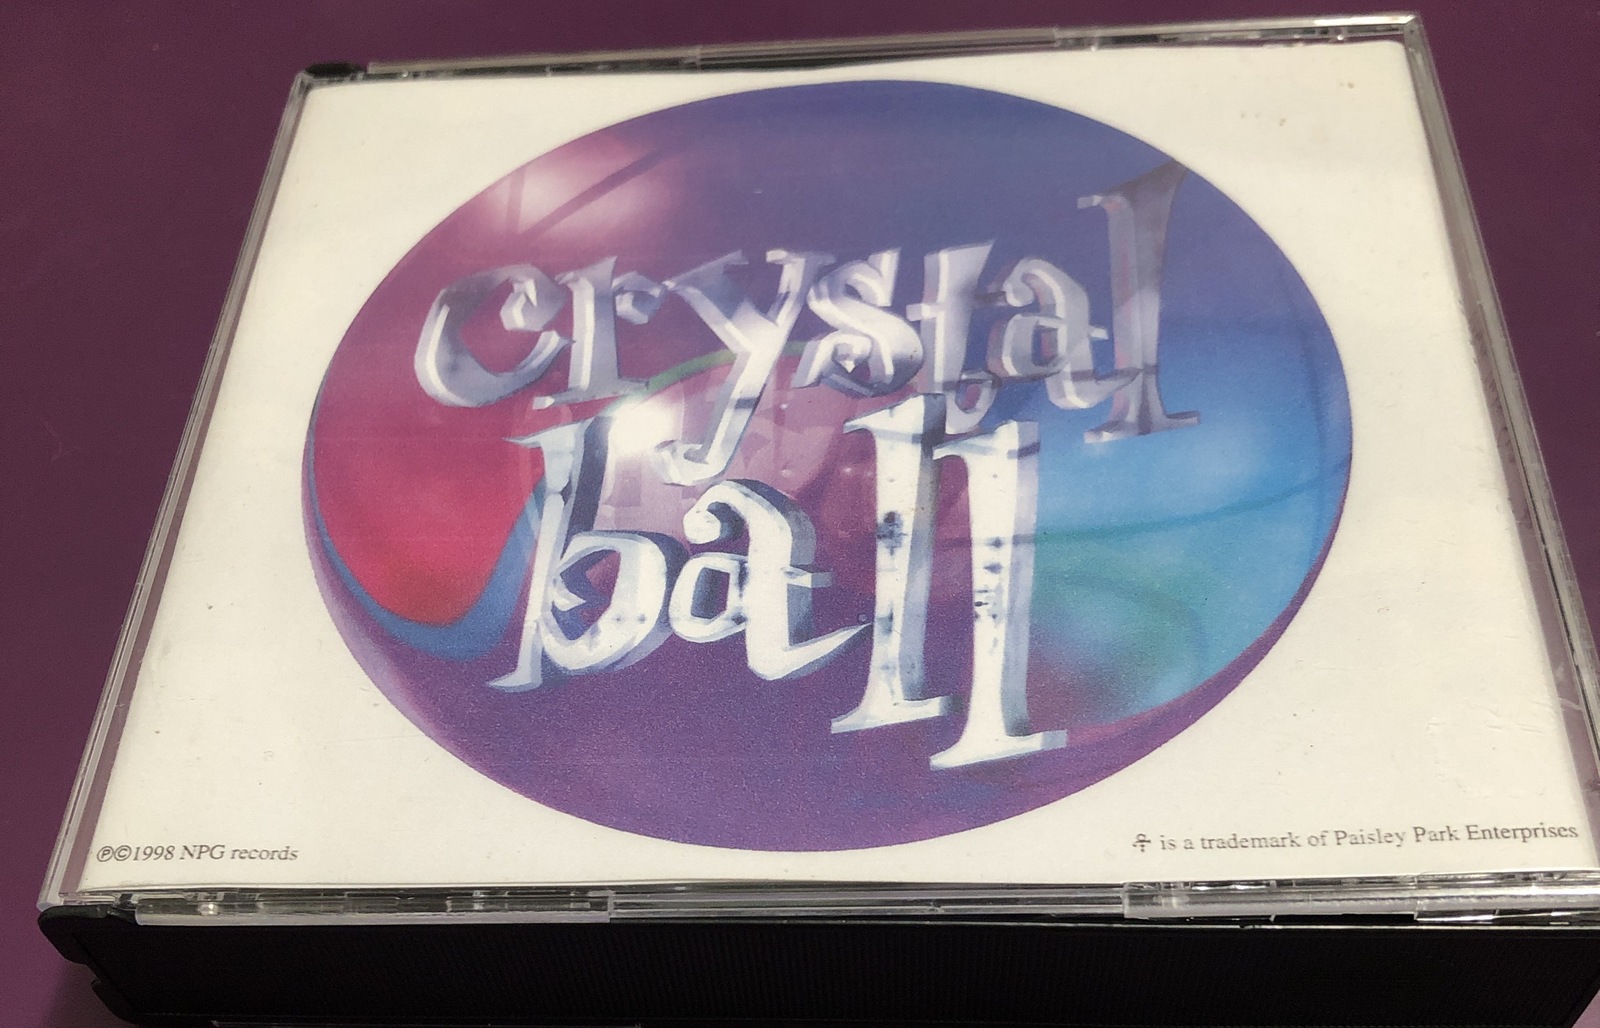 crystal
ball
℗©1998 NPG records
is a trademark of Paisley Park Enterprises